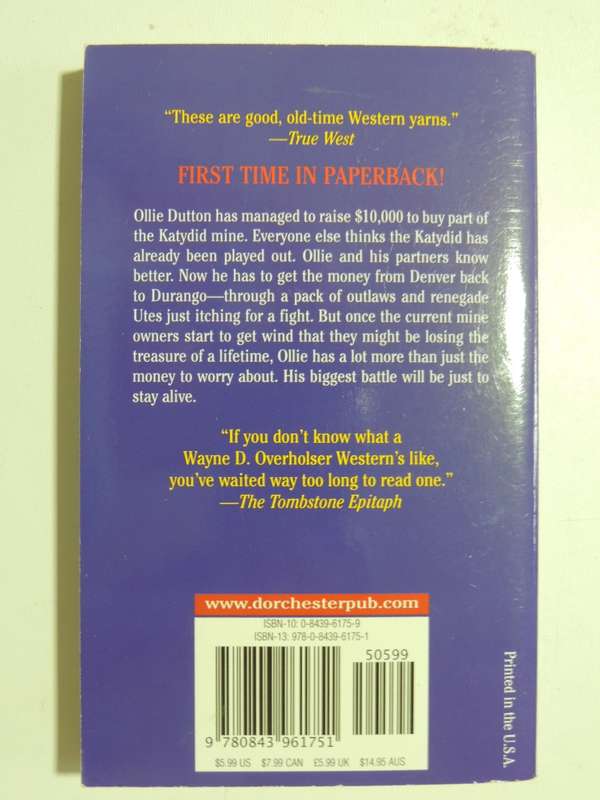 “These are good, old-time Western yarns.”
—True West
FIRST TIME IN PAPERBACK!
Ollie Dutton has managed to raise $10,000 to buy part of
the Katydid mine. Everyone else thinks the Katydid has
already been played out. Ollie and his partners know
better. Now he has to get the money from Denver back
to Durango—through a pack of outlaws and renegade
Utes just itching for a fight. But once the current mine
owners start to get wind that they might be losing the
treasure of a lifetime, Ollie has a lot more than just the
money to worry about. His biggest battle will be just to
stay alive.
“If you don’t know what a
Wayne D. Overholser Western’s like,
you’ve waited way too long to read one.”
—The Tombstone Epitaph
www.dorchesterpub.com
ISBN-10: 0-8439-6175-9
ISBN-13: 978-0-8439-6175-1
50599
9 780843 961751
$5.99 US $7.99 CAN £5.99 UK $14.95 AUS
Printed in the U.S.A.